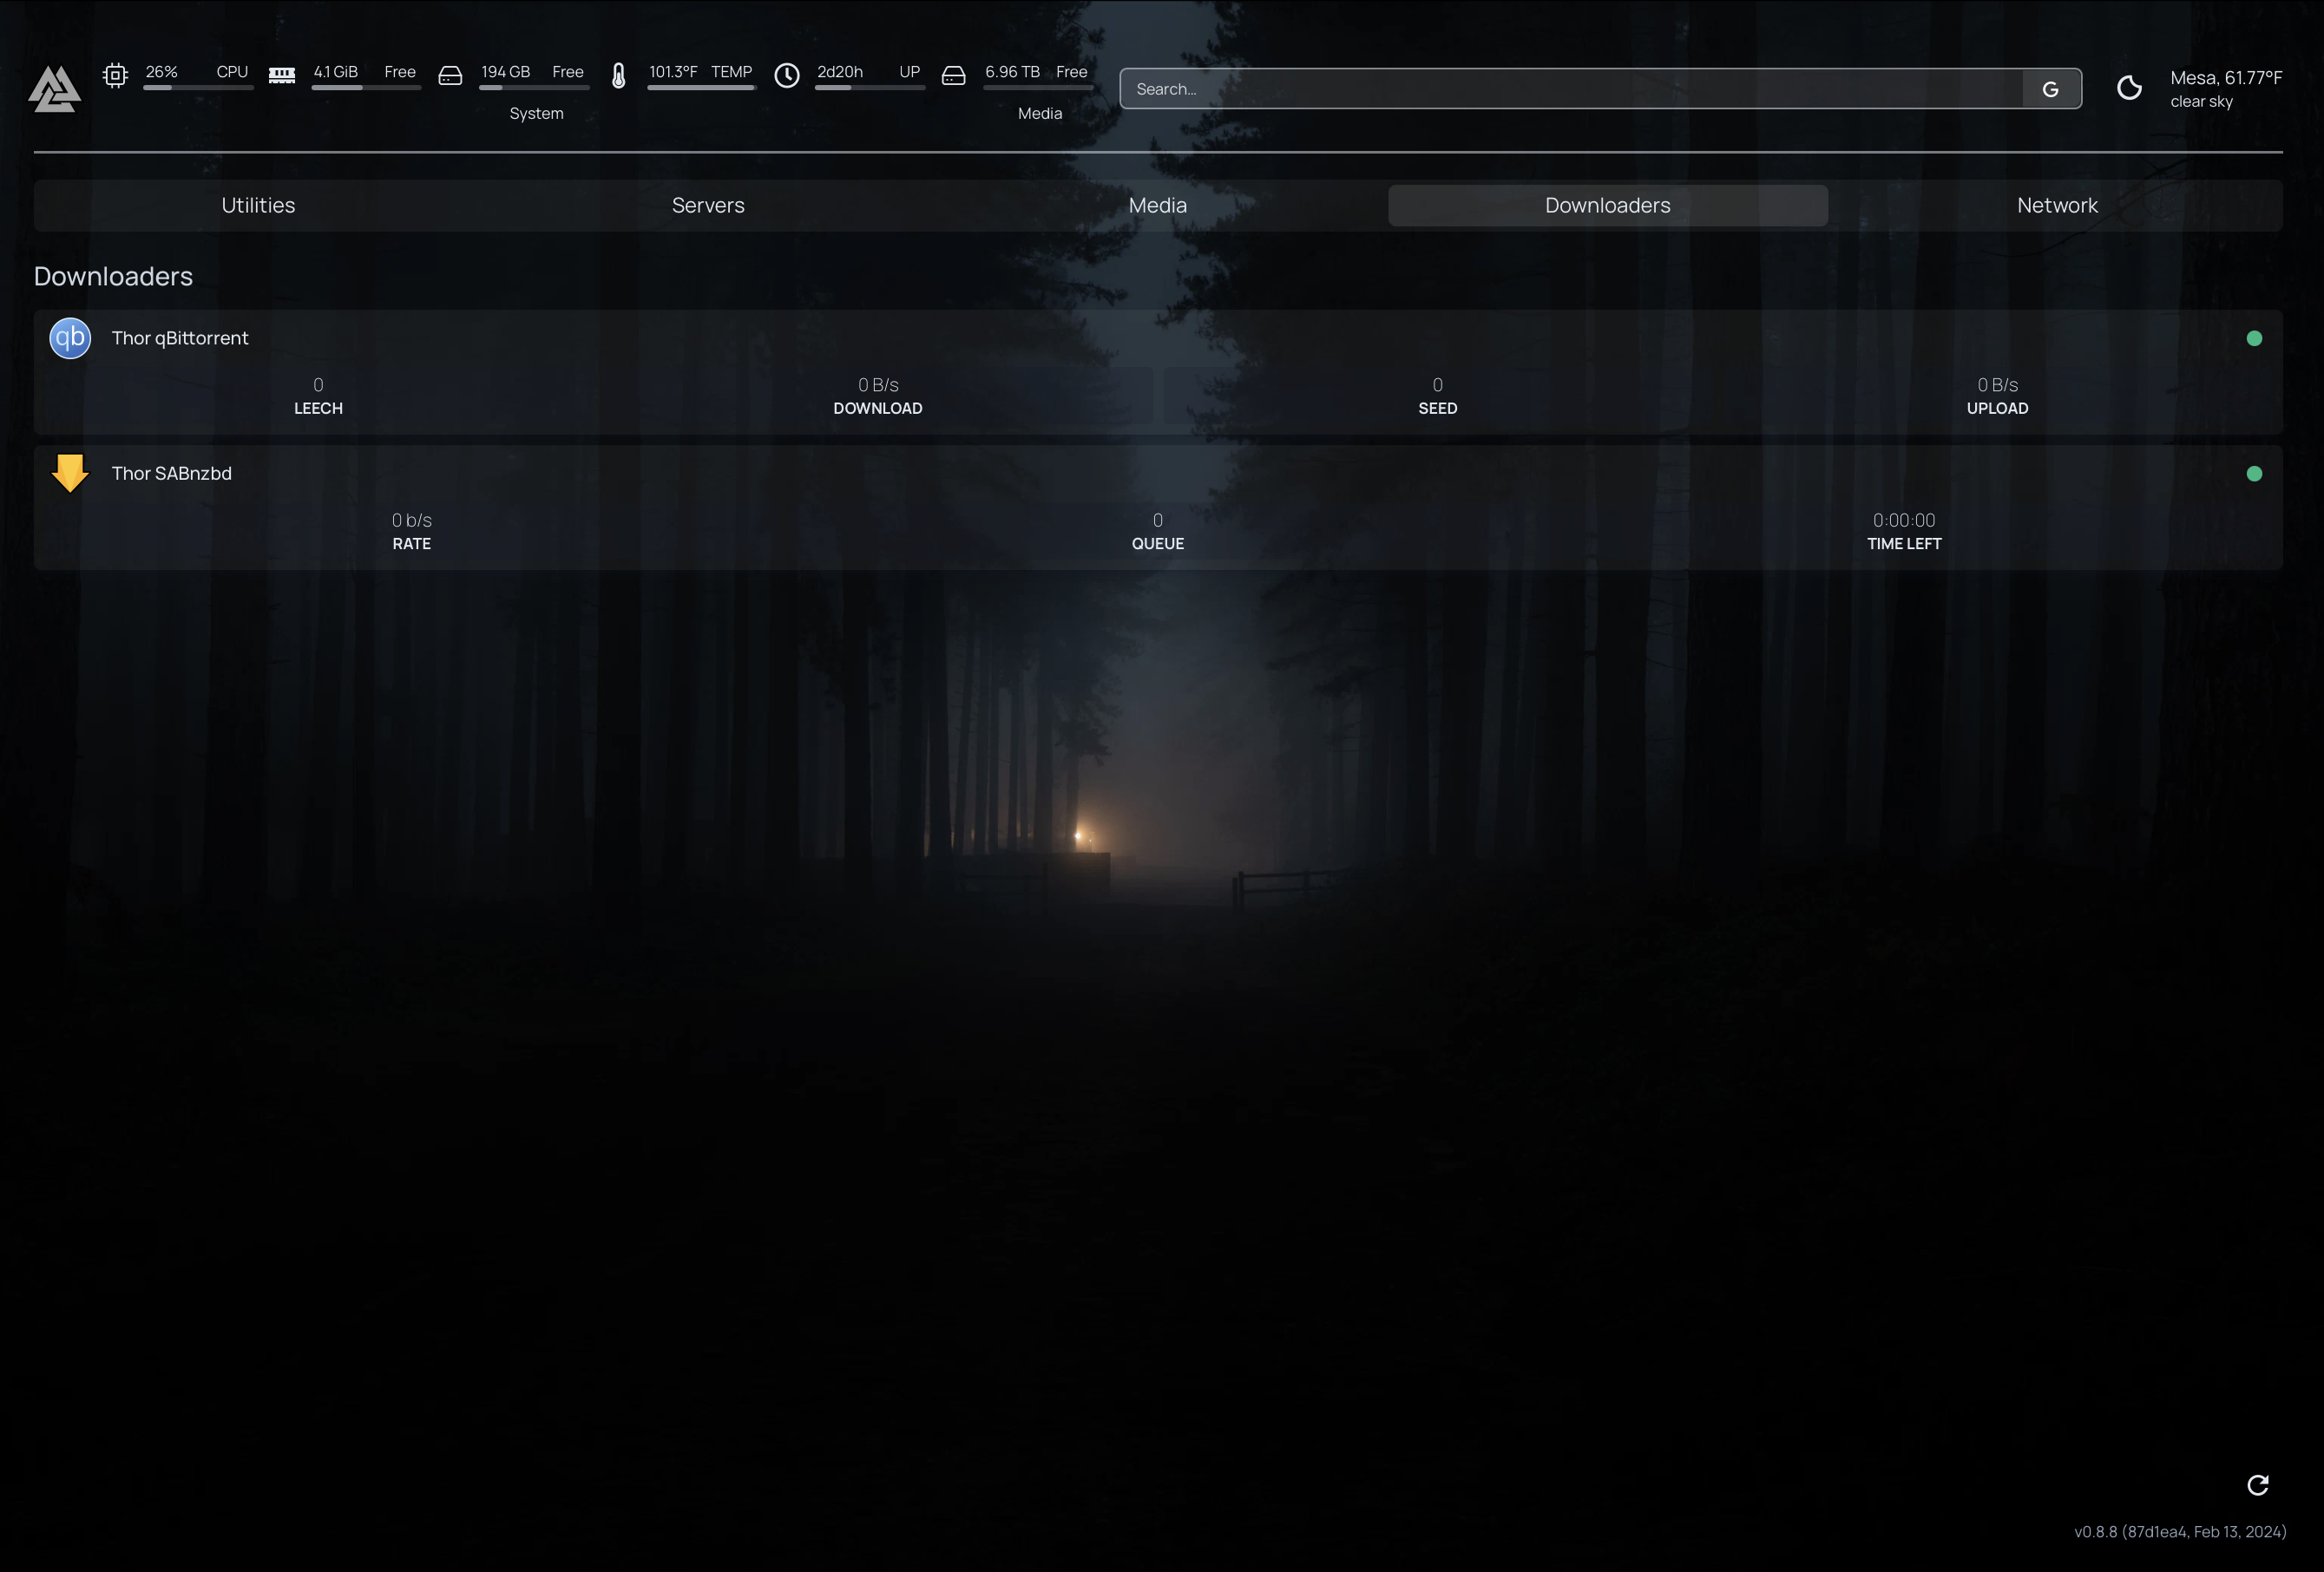 26% CPU 4.1 GiB Free 194 GB Free 101.3°F TEMP 2d20h UP 6.96 TB Free
System Media
Search... G
Mesa, 61.77°F
clear sky
Utilities Servers Media Downloaders Network
Downloaders
qb Thor qBittorrent
0 0 B/s 0 0 B/s
LEECH DOWNLOAD SEED UPLOAD
Thor SABnzbd
0 b/s 0 0:00:00
RATE QUEUE TIME LEFT
v0.8.8 (87d1ea4, Feb 13, 2024)